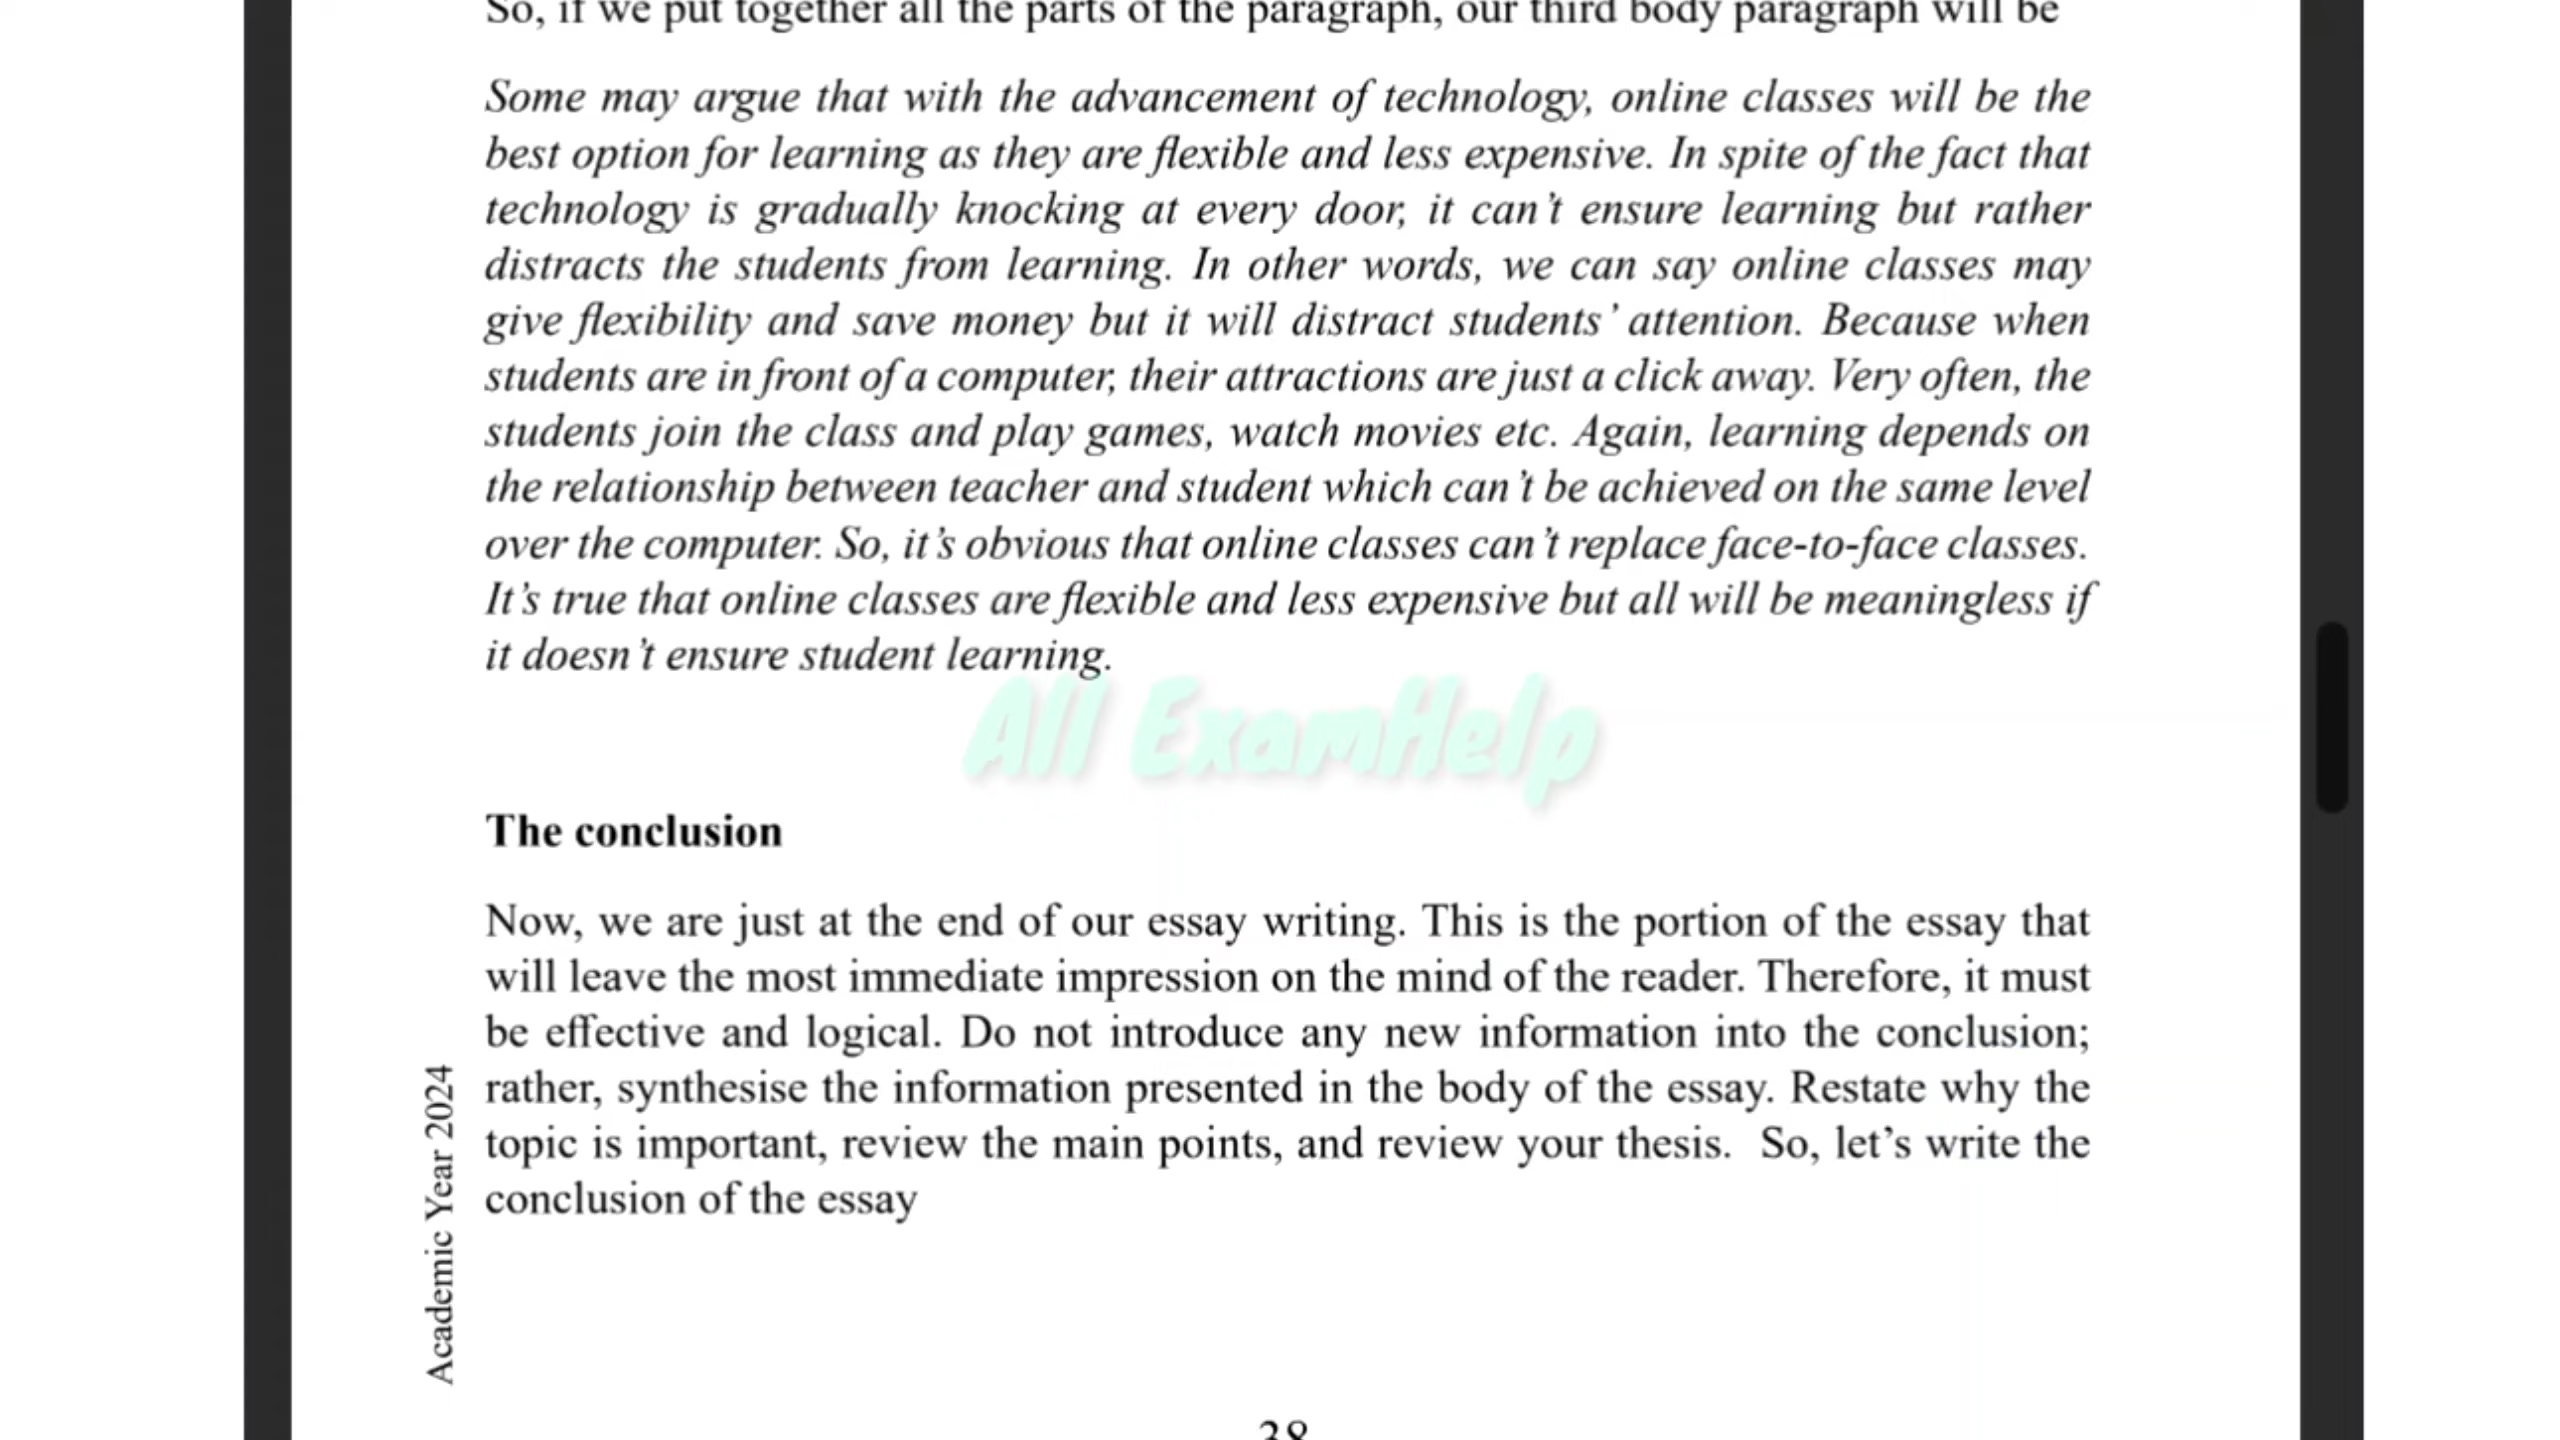 So, if we put together all the parts of the paragraph, our third body paragraph will be
Some may argue that with the advancement of technology, online classes will be the
best option for learning as they are flexible and less expensive. In spite of the fact that
technology is gradually knocking at every door, it can't ensure learning but rather
distracts the students from learning. In other words, we can say online classes may
give flexibility and save money but it will distract students' attention. Because when
students are in front of a computer, their attractions are just a click away. Very often, the
students join the class and play games, watch movies etc. Again, learning depends on
the relationship between teacher and student which can't be achieved on the same level
over the computer. So, it's obvious that online classes can't replace face-to-face classes.
It's true that online classes are flexible and less expensive but all will be meaningless if
it doesn't ensure student learning.
All ExamHelp
The conclusion
Now, we are just at the end of our essay writing. This is the portion of the essay that
will leave the most immediate impression on the mind of the reader. Therefore, it must
be effective and logical. Do not introduce any new information into the conclusion;
rather, synthesise the information presented in the body of the essay. Restate why the
topic is important, review the main points, and review your thesis. So, let's write the
conclusion of the essay
Academic Year 2024
38